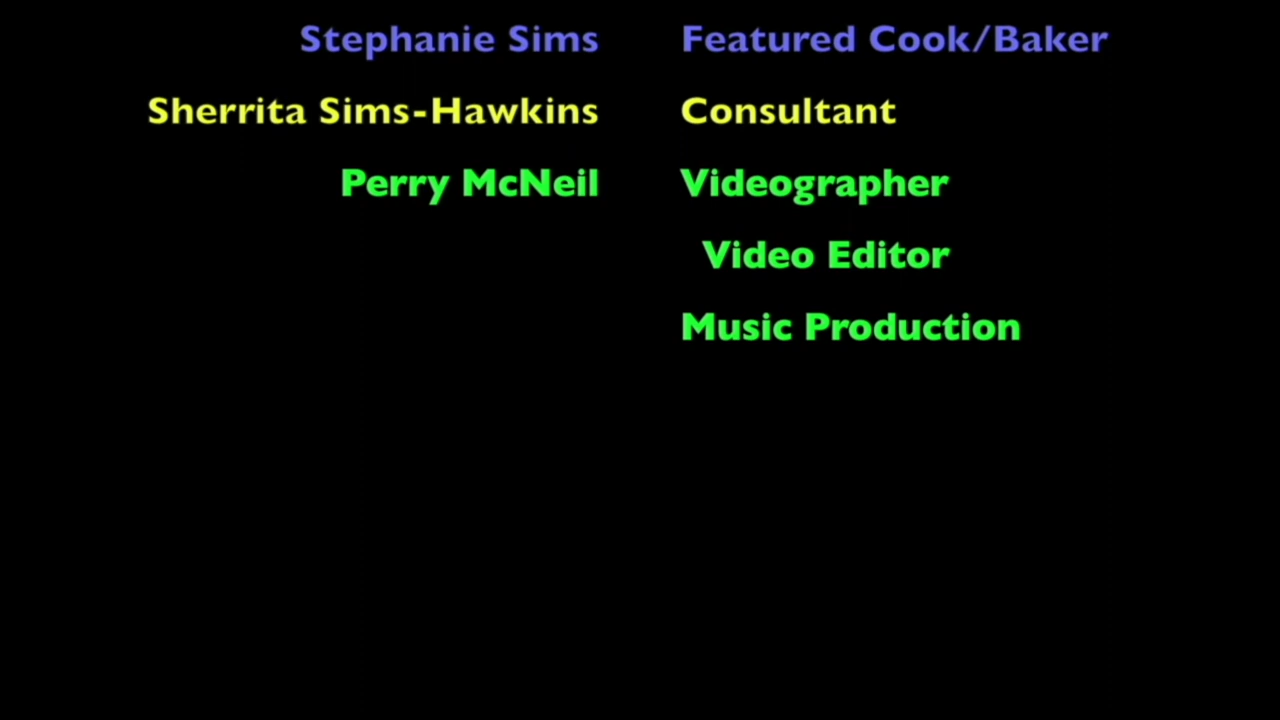 Stephanie Sims Featured Cook/Baker
Sherrita Sims-Hawkins Consultant
Perry McNeil Videographer
Video Editor
Music Production